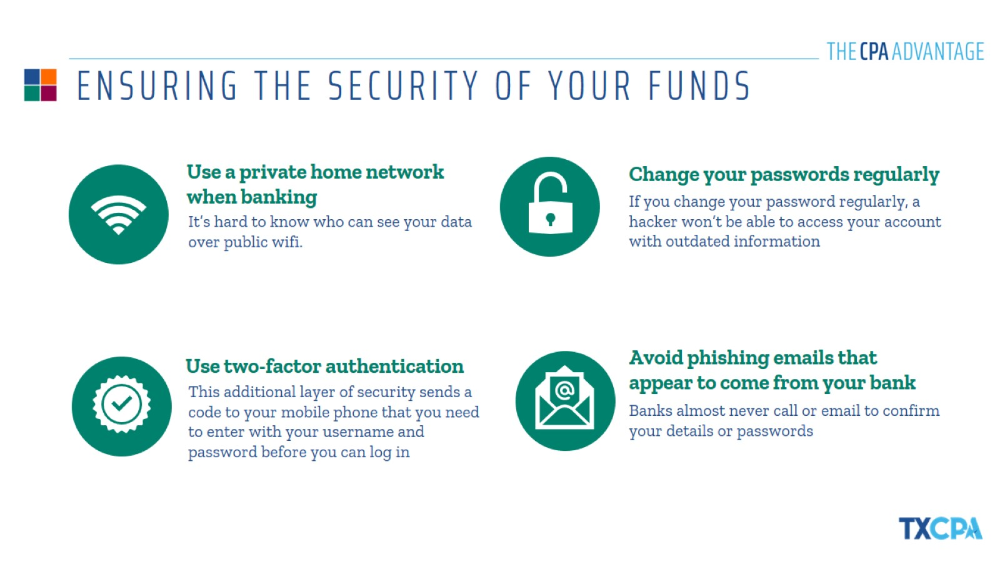 THE CPA ADVANTAGE
ENSURING THE SECURITY OF YOUR FUNDS
Use a private home network
when banking
It's hard to know who can see your data
over public wifi.
Change your passwords regularly
If you change your password regularly, a
hacker won't be able to access your account
with outdated information
Use two-factor authentication
This additional layer of security sends a
code to your mobile phone that you need
to enter with your username and
password before you can log in
@
Avoid phishing emails that
appear to come from your bank
Banks almost never call or email to confirm
your details or passwords
TXCPA